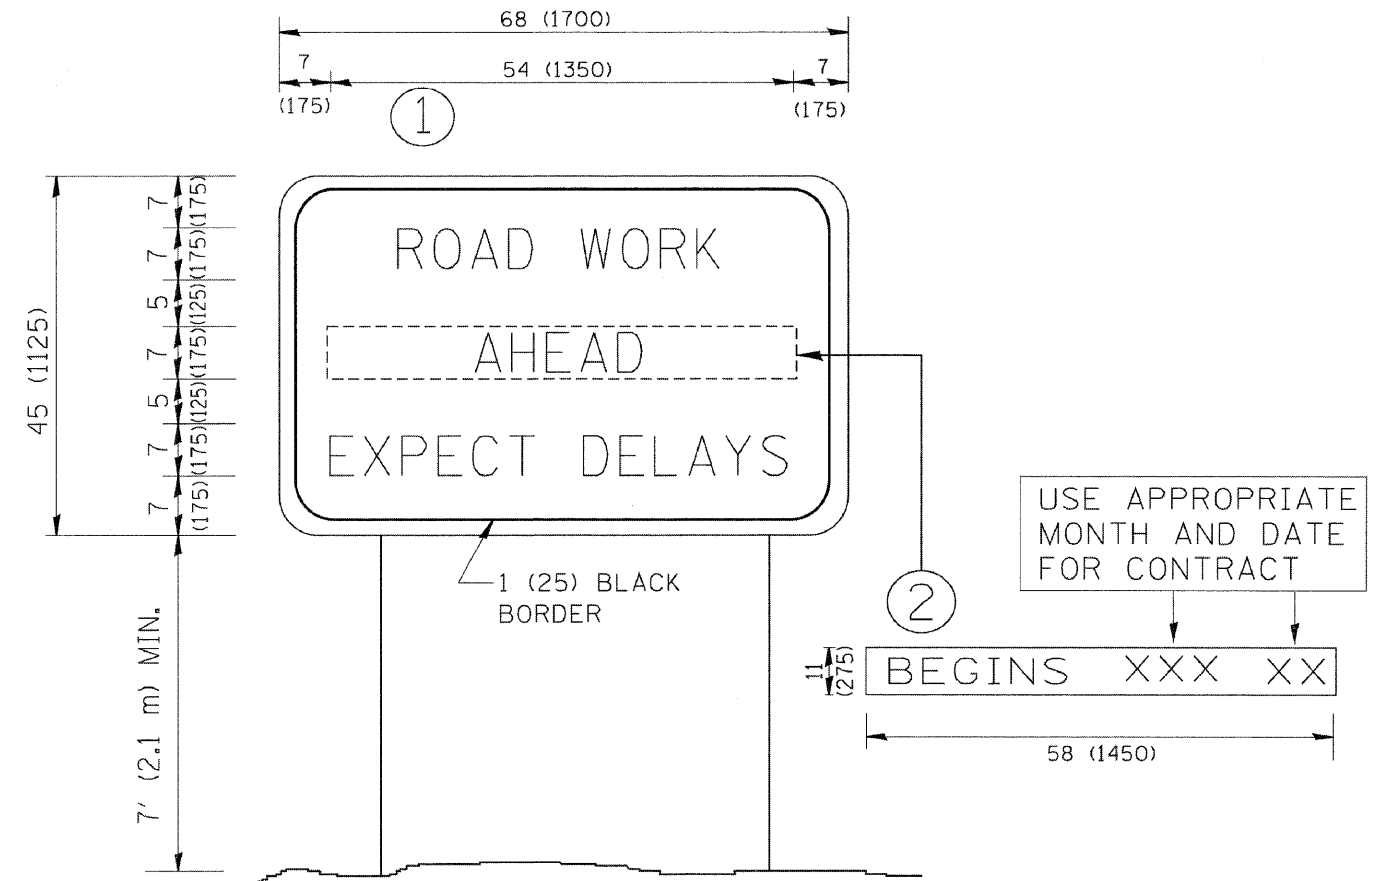 68 (1700)
7
54 (1350)
7
(175)
(175)
1
45 (1125)
7
(175)
7
(175)
5
(125)
7
(175)
5
(125)
7
(175)
7
(175)
ROAD WORK
AHEAD
EXPECT DELAYS
1 (25) BLACK
BORDER
7' (2.1 m) MIN.
USE APPROPRIATE
MONTH AND DATE
FOR CONTRACT
2
11
(275)
BEGINS XXX XX
58 (1450)